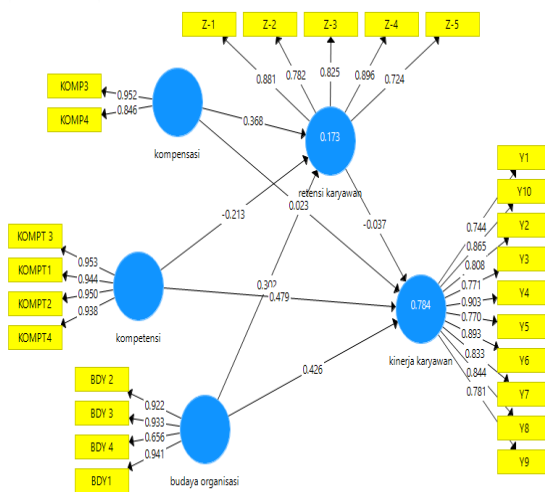 Z-1
Z-2
Z-3
Z-4
Z-5
0.881
0.782
0.825
0.896
0.724
KOMP3
KOMP4
0.952
0.846
kompensasi
0.368
0.173
retensi karyawan
0.023
-0.213
-0.037
0.302
0.479
0.426
KOMPT 3
KOMPT1
KOMPT2
KOMPT4
0.953
0.944
0.950
0.938
kompetensi
0.784
kinerja karyawan
Y1
Y10
Y2
Y3
Y4
Y5
Y6
Y7
Y8
Y9
0.744
0.865
0.808
0.771
0.903
0.770
0.893
0.833
0.844
0.781
BDY 2
BDY 3
BDY 4
BDY1
0.922
0.933
0.656
0.941
budaya organisasi